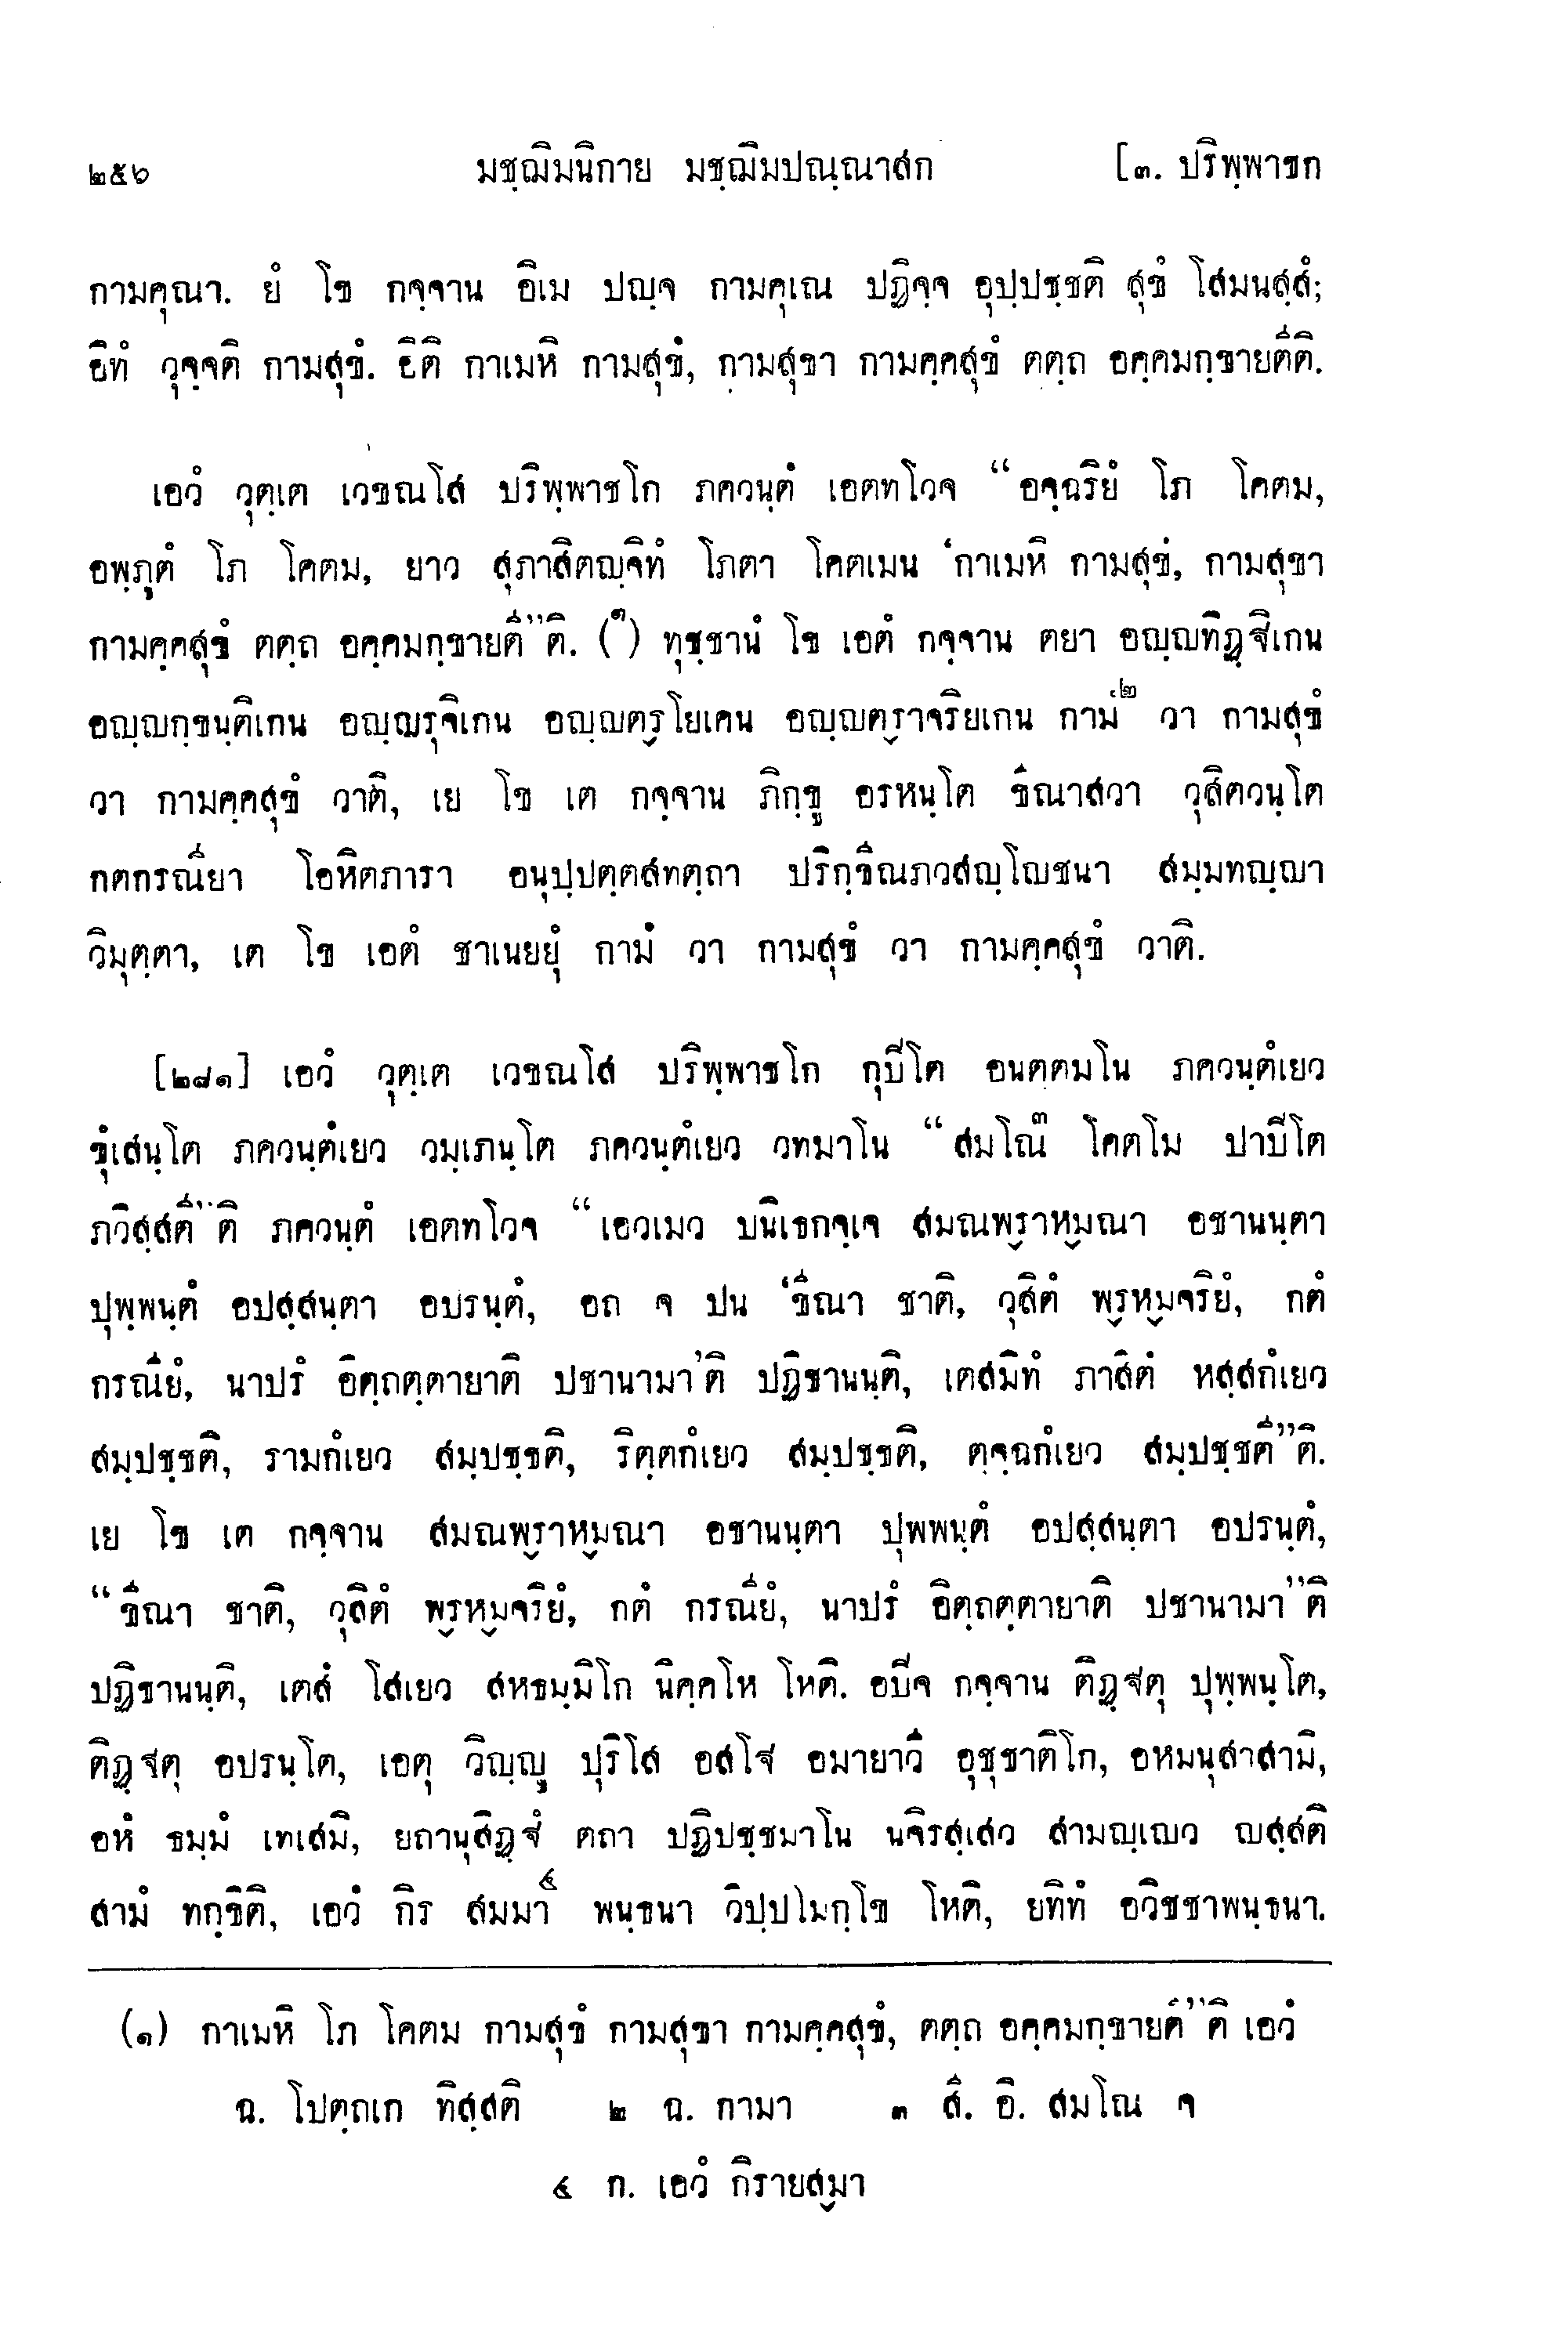 ๒๕๖ มชฺฌิมนิกาย มชฺฌิมปณฺณาสก [๓. ปริพฺพาชก
กามคุณา. ยํ โข กจฺจาน อิเม ปญฺจ กามคุเณ ปฏิจฺจ อุปฺปชฺชติ สุขํ โสมนสฺสํ;
อิทํ วุจฺจติ กามสุขํ. อิติ กาเมหิ กามสุขํ, กามสุขา กามคฺคสุขํ ตตฺถ อคฺคมกฺขายตีติ.
เอวํ วุตฺเต เวขณโส ปริพฺพาชโก ภควนฺตํ เอตทโวจ “อจฺฉริยํ โภ โคตม,
อพฺภุตํ โภ โคตม, ยาว สุภาสิตญฺจิทํ โภตา โคตเมน ‘กาเมหิ กามสุขํ, กามสุขา
กามคฺคสุขํ ตตฺถ อคฺคมกฺขายตี”ติ. (๑) ทุชฺชานํ โข เอตํ กจฺจาน ตยา อญฺญทิฏฺฐิเกน
อญฺญกฺขนฺติเกน อญฺญรุจิเกน อญฺญตฺรโยเคน อญฺญตฺราจริยเกน กามํ๒ วา กามสุขํ
วา กามคฺคสุขํ วาติ, เย โข เต กจฺจาน ภิกฺขู อรหนฺโต ขีณาสวา วุสิตวนฺโต
กตกรณียา โอหิตภารา อนุปฺปตฺตสทตฺถา ปริกฺขีณภวสญฺโญชนา สมฺมทญฺญา
วิมุตฺตา, เต โข เอตํ ชาเนยยุํ กามํ วา กามสุขํ วา กามคฺคสุขํ วาติ.
[๒๘๑] เอวํ วุตฺเต เวขณโส ปริพฺพาชโก กุปีโต อนตฺตมโน ภควนฺตํเยว
ขุํเสนฺโต ภควนฺตํเยว วมฺเภนฺโต ภควนฺตํเยว วทมาโน “สมโณ๓ โคตโม ปาปีโต
ภวิสฺสตี”ติ ภควนฺตํ เอตทโวจ “เอวเมว ปนิเธกจฺเจ สมณพฺราหฺมณา อชานนฺตา
ปุพฺพนฺตํ อปสฺสนฺตา อปรนฺตํ, อถ จ ปน ‘ขีณา ชาติ, วุสิตํ พฺรหฺมจริยํ, กตํ
กรณียํ, นาปรํ อิตฺถตฺตายาติ ปชานามา’ติ ปฏิชานนฺติ, เตสมิทํ ภาสิตํ หสฺสกํเยว
สมฺปชฺชติ, รามกํเยว สมฺปชฺชติ, ริตฺตกํเยว สมฺปชฺชติ, ตุจฺฉกํเยว สมฺปชฺชตี”ติ.
เย โข เต กจฺจาน สมณพฺราหฺมณา อชานนฺตา ปุพพนฺตํ อปสฺสนฺตา อปรนฺตํ,
“ขีณา ชาติ, วุสิตํ พฺรหฺมจริยํ, กตํ กรณียํ, นาปรํ อิตฺถตฺตายาติ ปชานามา”ติ
ปฏิชานนฺติ, เตสํ โสเยว สหธมฺมิโก นิคฺคโห โหติ. อปีจ กจฺจาน ติฏฺฐตุ ปุพฺพนฺโต,
ติฏฺฐตุ อปรนฺโต, เอตุ วิญฺญู ปุริโส อสโฐ อมายาวี อุชุชาติโก, อหมนุสาสามิ,
อหํ ธมฺมํ เทเสมิ, ยถานุสิฏฺฐํ ตถา ปฏิปชฺชมาโน นจิรสฺเสว สามญฺเญว ญสฺสติ
สามํ ทกฺขิติ, เอวํ กิร สมมา๔ พนฺธนา วิปฺปโมกฺโข โหติ, ยทิทํ อวิชชาพนฺธนา.
(๑) กาเมหิ โภ โคตม กามสุขํ กามสุขา กามคฺคสุขํ, ตตฺถ อคฺคมกฺขายตี”ติ เอวํ
ฉ. โปตฺถเก ทิสฺสติ ๒ ฉ. กามา ๓ สี. อิ. สมโณ จ
๔ ก. เอวํ กิรายสฺมา